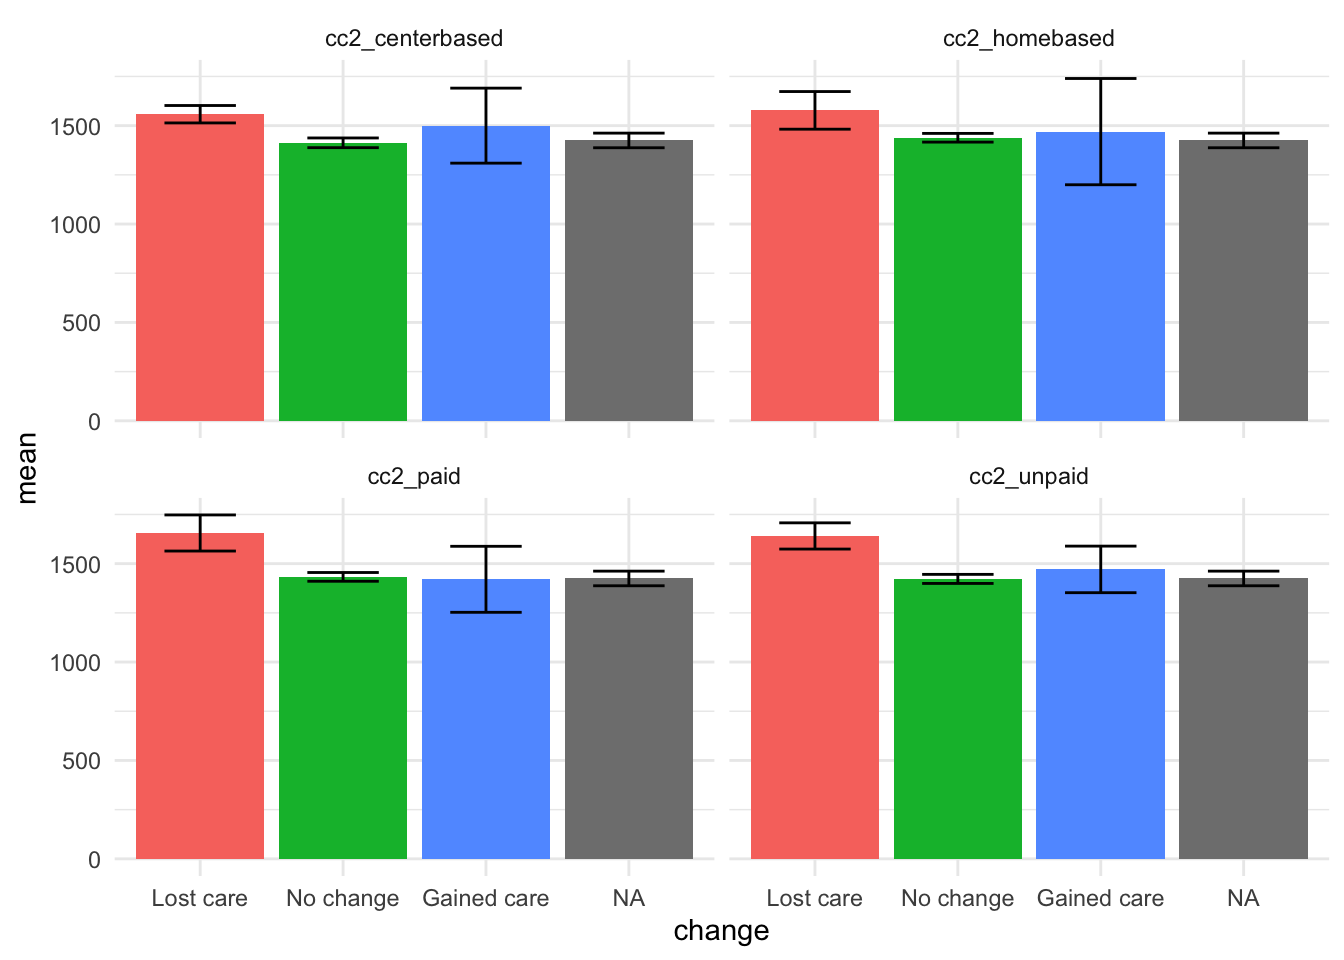 cc2_centerbased
cc2_homebased
1500
1000
500
0
mean
cc2_paid
cc2_unpaid
1500
1000
500
0
Lost care
No change
Gained care
NA
Lost care
No change
Gained care
NA
change